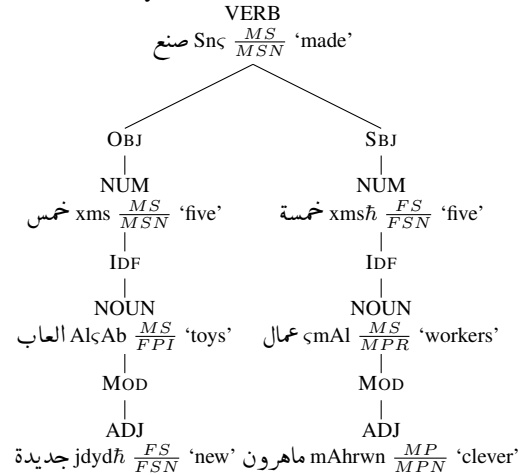 VERB
صنع Snς MS/MSN ‘made’
OBJ SBJ
NUM NUM
خمس xms MS/MSN ‘five’ خمسة xmsħ FS/FSN ‘five’
IDF IDF
NOUN NOUN
العاب AlςAb MS/FPI ‘toys’ عمال ςmAl MS/MPR ‘workers’
MOD MOD
ADJ ADJ
جديدة jdydħ FS/FSN ‘new’ ماهرون mAhrwn MP/MPN ‘clever’